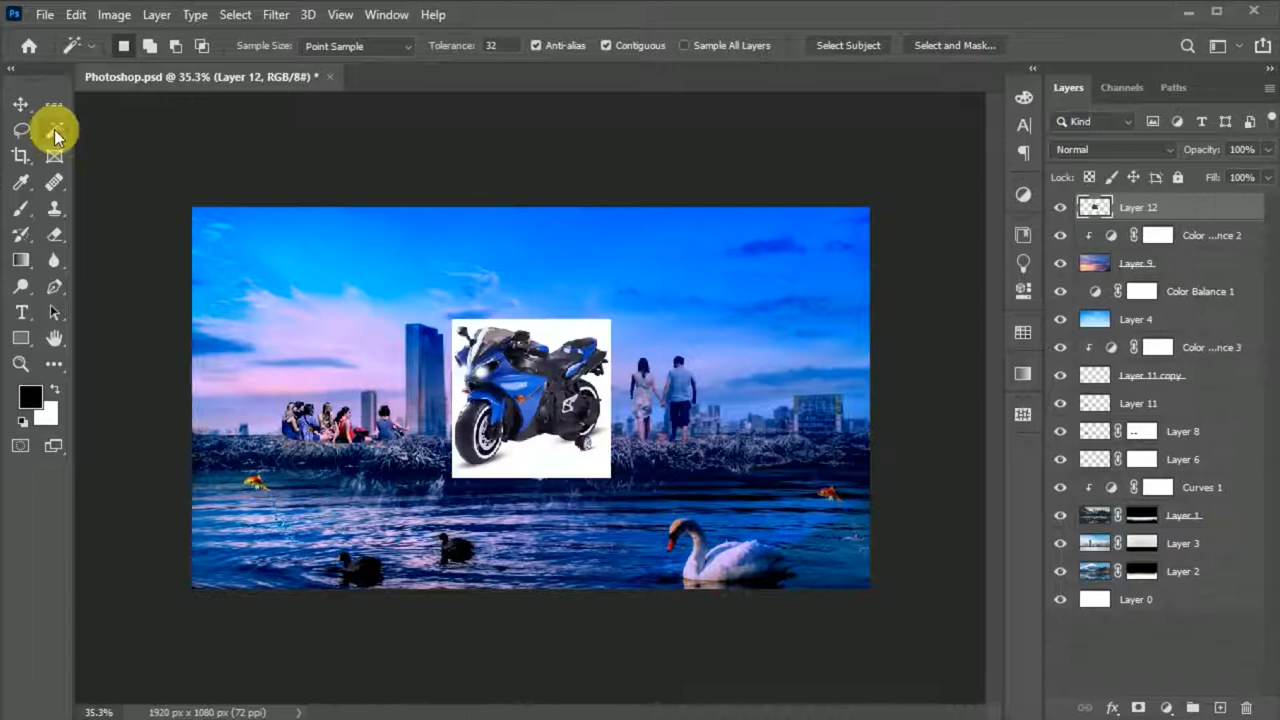 Ps File Edit Image Layer Type Select Filter 3D View Window Help
Sample Size: Point Sample Tolerance: 32 Anti-alias Contiguous Sample All Layers Select Subject Select and Mask...
Photoshop.psd @ 35.3% (Layer 12, RGB/8#) * ×
Layers Channels Paths
Kind
Normal Opacity: 100%
Lock: Fill: 100%
Layer 12
Color ...nce 2
Layer 9
Color Balance 1
Layer 4
Color ...nce 3
Layer 11 copy
Layer 11
Layer 8
Layer 6
Curves 1
Layer 1
Layer 3
Layer 2
Layer 0
35.3% 1920 px x 1080 px (72 ppi)